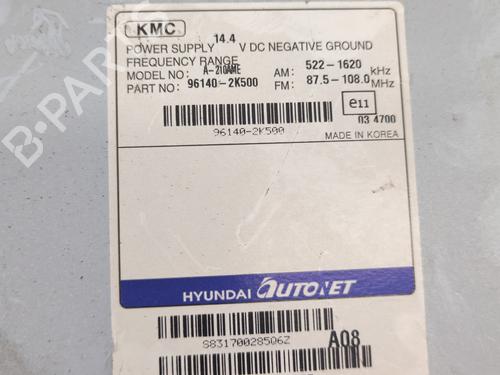 KMC
POWER SUPPLY 14.4 V DC NEGATIVE GROUND
FREQUENCY RANGE
MODEL NO: A-210AME AM: 522-1620 kHz
PART NO: 96140-2K500 FM: 87.5-108.0 MHz
e11
03 4700
96140-2K500
MADE IN KOREA
HYUNDAI AUTONET
S83170028506Z
A08
B-PARTS